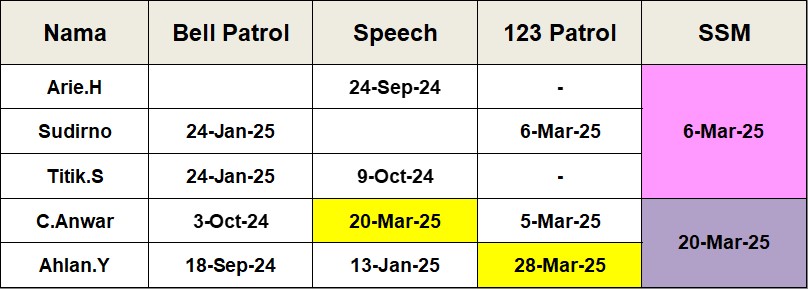 Nama Bell Patrol Speech 123 Patrol SSM
Arie.H 24-Sep-24 -
Sudirno 24-Jan-25 6-Mar-25 6-Mar-25
Titik.S 24-Jan-25 9-Oct-24 -
C.Anwar 3-Oct-24 20-Mar-25 5-Mar-25
20-Mar-25
Ahlan.Y 18-Sep-24 13-Jan-25 28-Mar-25